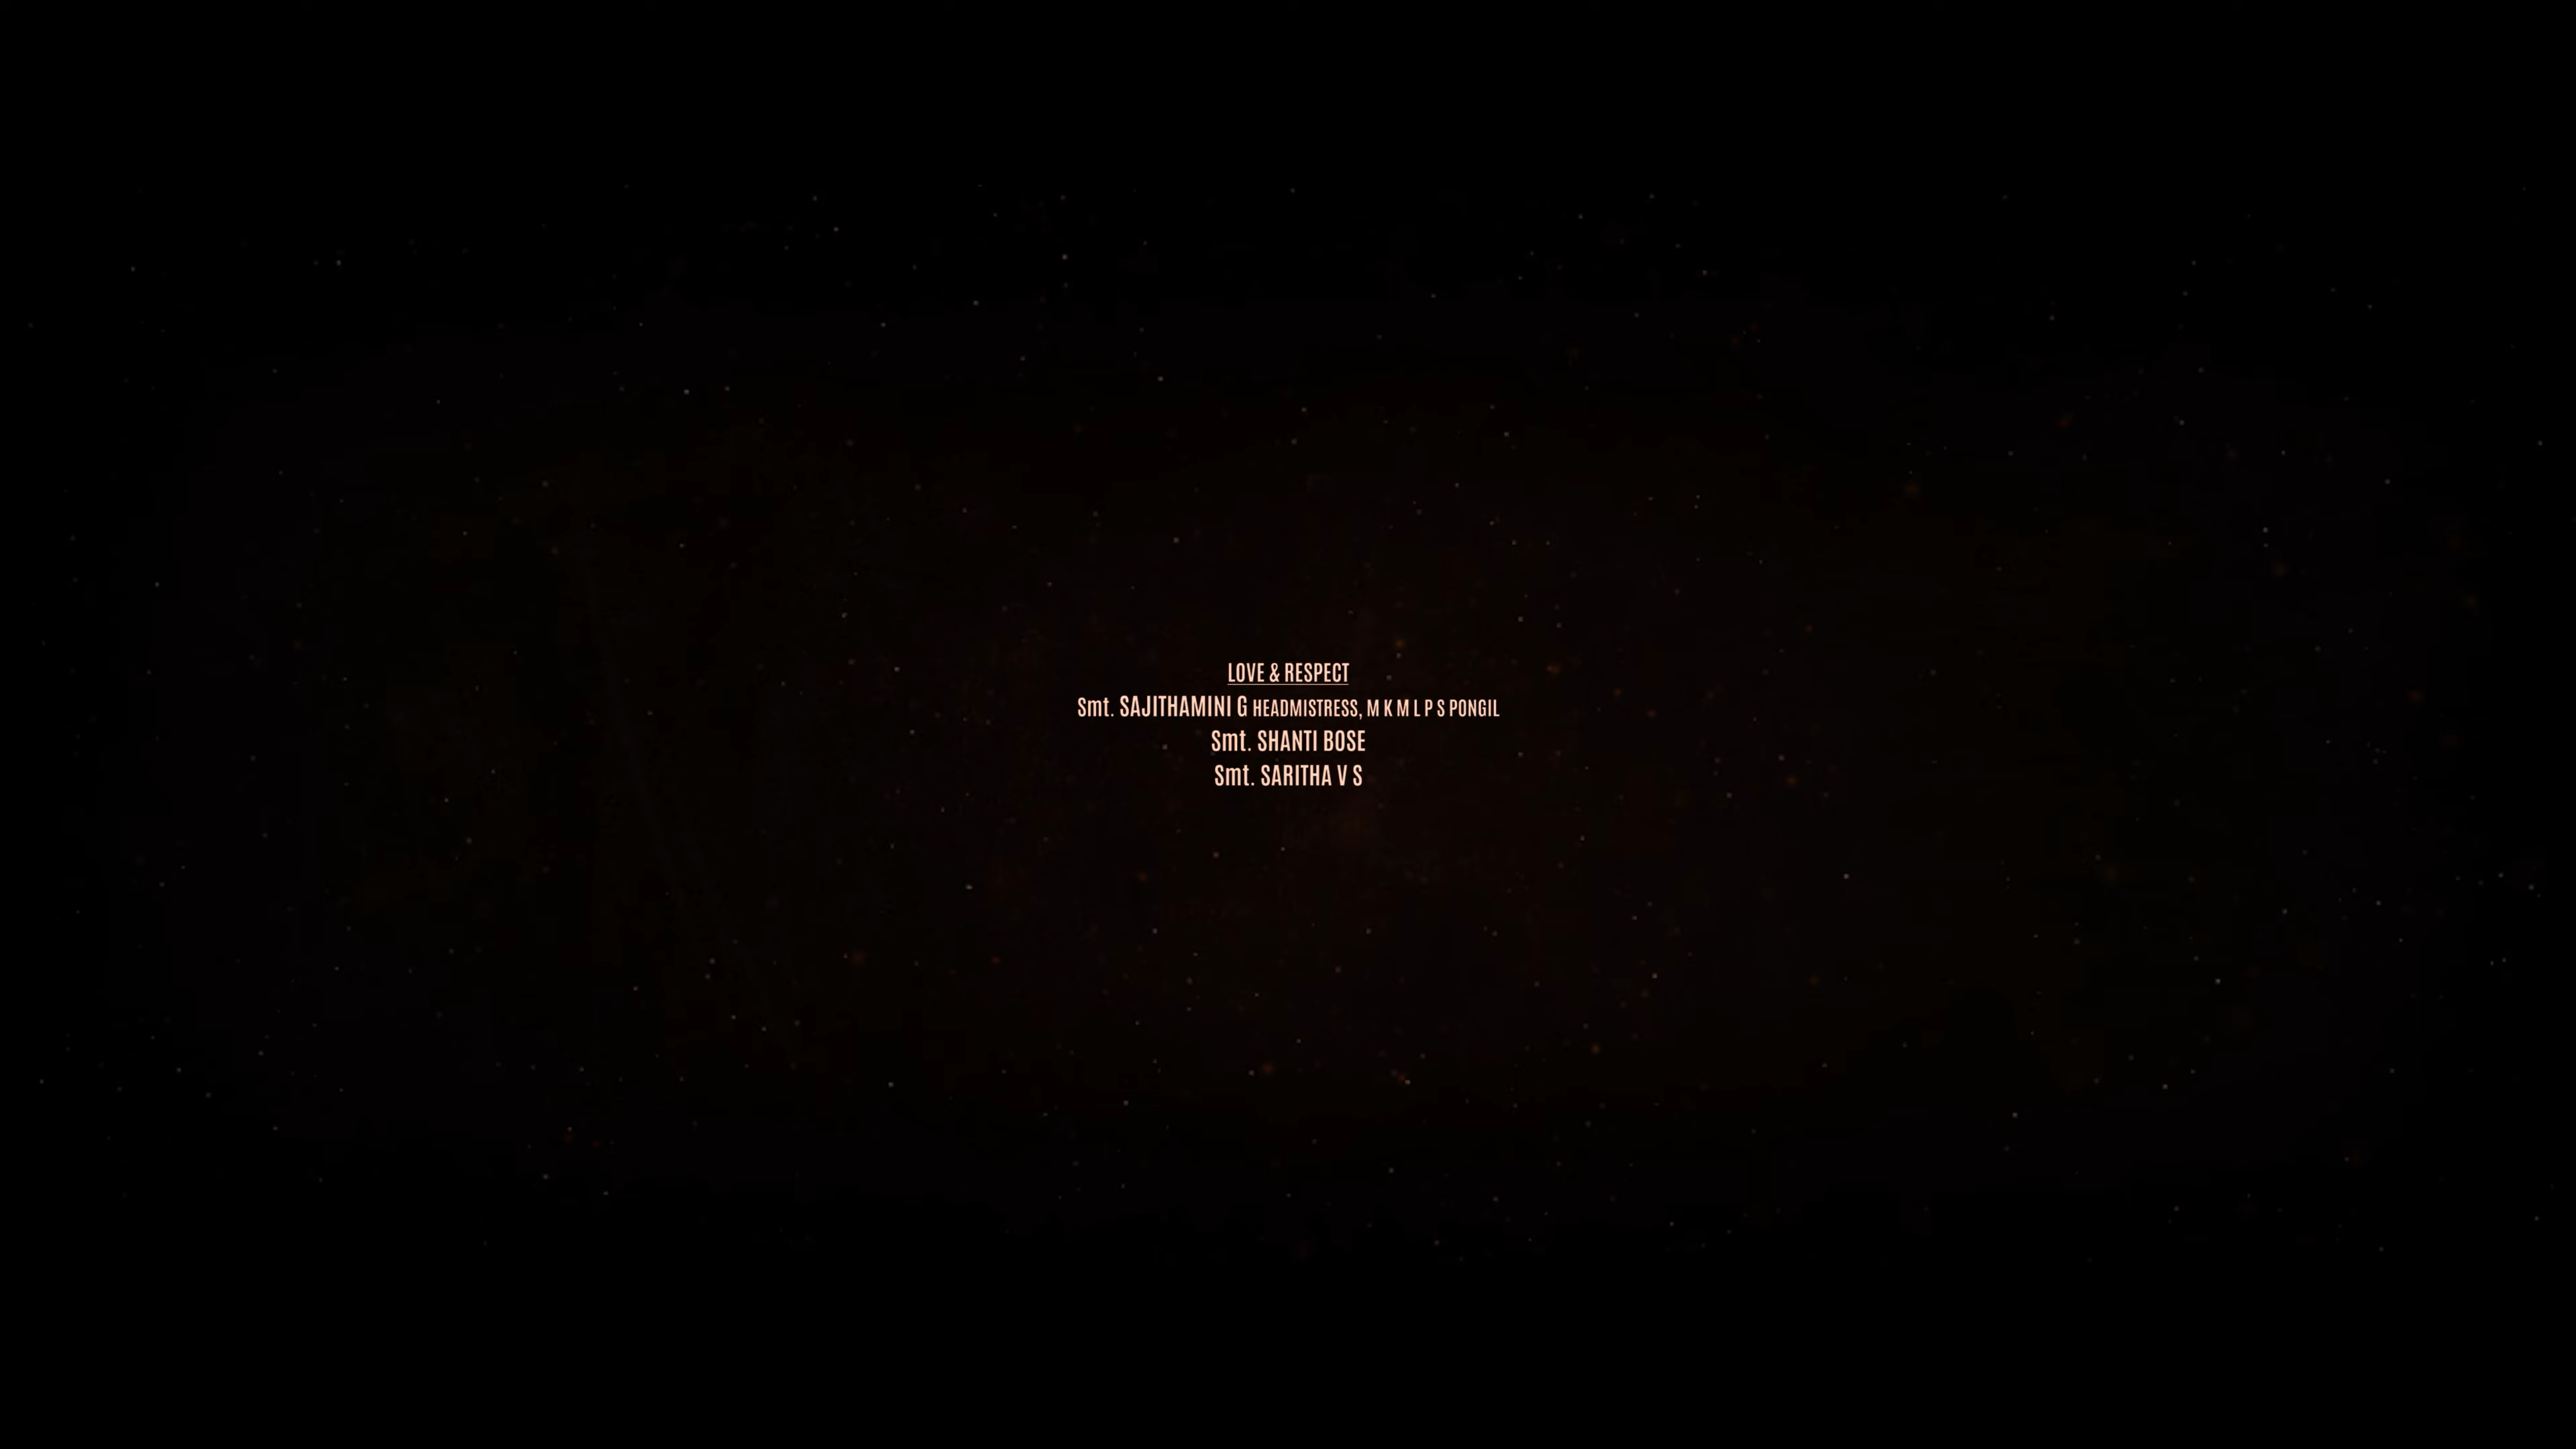 LOVE & RESPECT
Smt. SAJITHAMINI G HEADMISTRESS, M K M L P S PONGIL
Smt. SHANTI BOSE
Smt. SARITHA V S